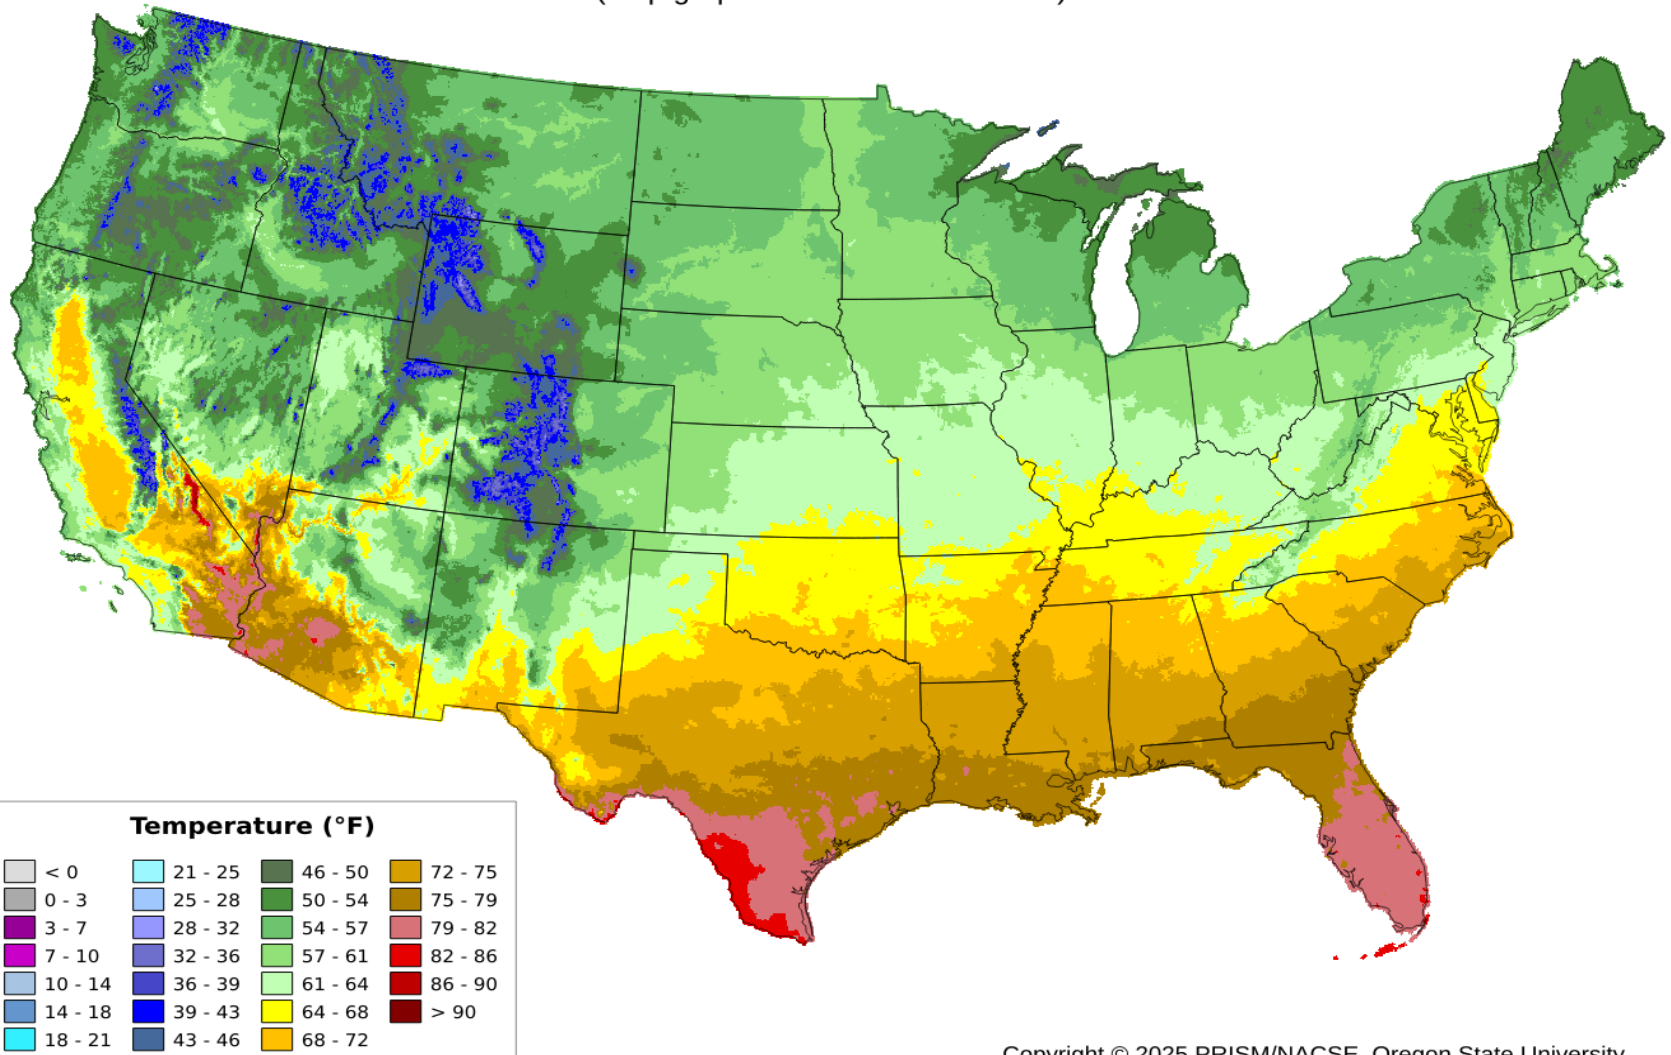 Temperature (°F)
< 0
0 - 3
3 - 7
7 - 10
10 - 14
14 - 18
18 - 21
21 - 25
25 - 28
28 - 32
32 - 36
36 - 39
39 - 43
43 - 46
46 - 50
50 - 54
54 - 57
57 - 61
61 - 64
64 - 68
68 - 72
72 - 75
75 - 79
79 - 82
82 - 86
86 - 90
> 90
Copyright © 2025 PRISM/NACSE, Oregon State University